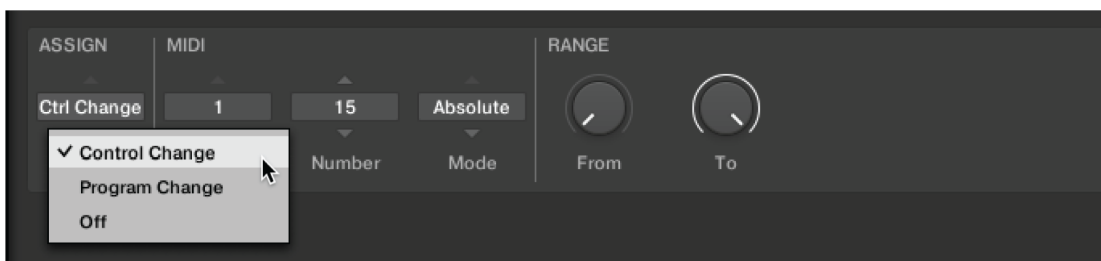 ASSIGN MIDI RANGE
Ctrl Change 1 15 Absolute
Control Change
Number Mode From To
Program Change
Off